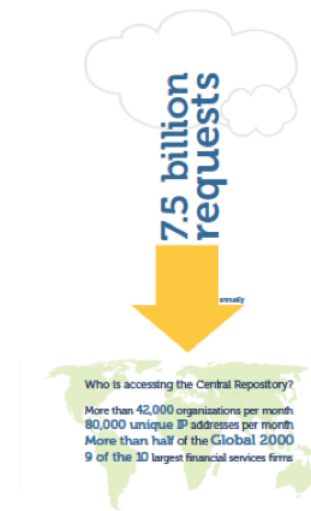 7.5 billion
requests
annually
Who is accessing the Central Repository?
More than 42,000 organizations per month
80,000 unique IP addresses per month
More than half of the Global 2000
9 of the 10 largest financial services firms